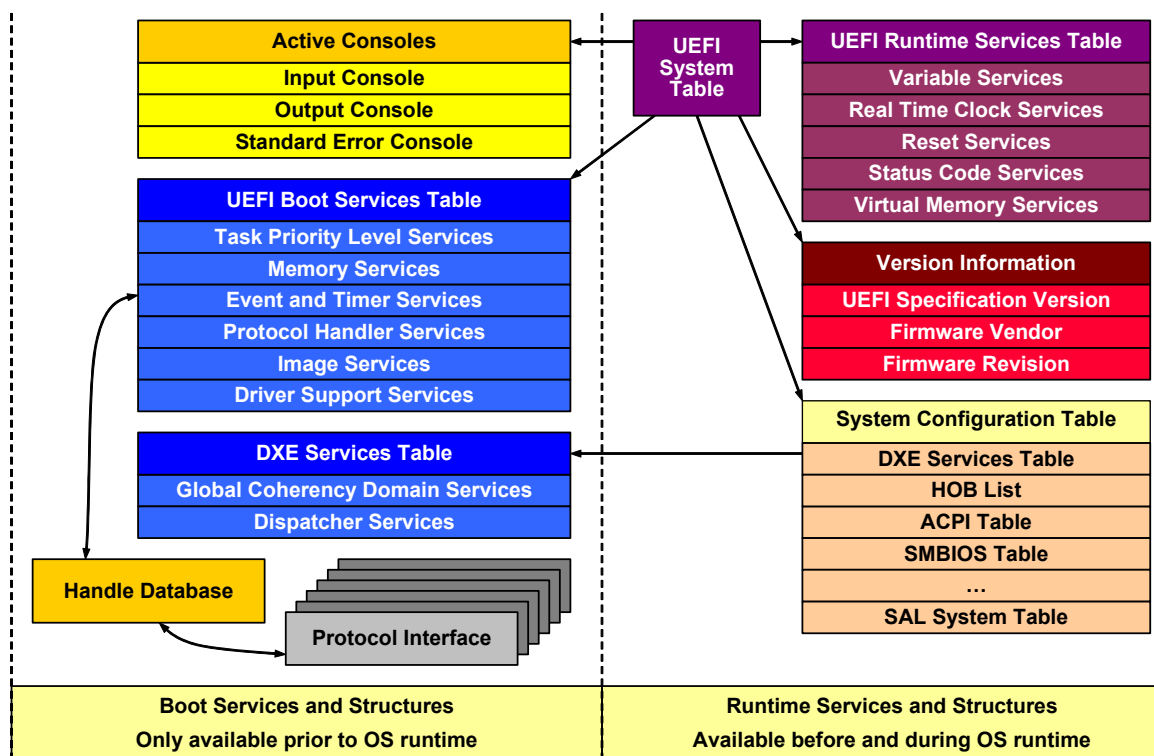 Active Consoles
Input Console
Output Console
Standard Error Console
UEFI
System
Table
UEFI Runtime Services Table
Variable Services
Real Time Clock Services
Reset Services
Status Code Services
Virtual Memory Services
UEFI Boot Services Table
Task Priority Level Services
Memory Services
Event and Timer Services
Protocol Handler Services
Image Services
Driver Support Services
Version Information
UEFI Specification Version
Firmware Vendor
Firmware Revision
DXE Services Table
Global Coherency Domain Services
Dispatcher Services
System Configuration Table
DXE Services Table
HOB List
ACPI Table
SMBIOS Table
…
SAL System Table
Handle Database
Protocol Interface
Boot Services and Structures
Only available prior to OS runtime
Runtime Services and Structures
Available before and during OS runtime